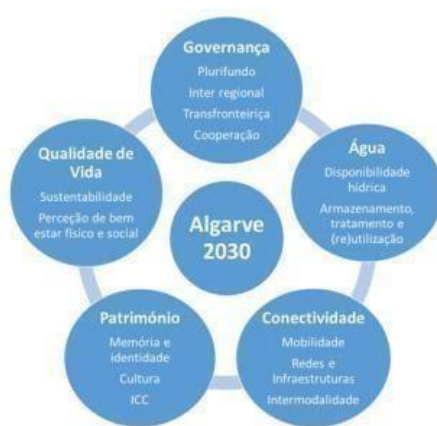 Governança
Plurifundo
Inter regional
Transfronteiriça
Cooperação
Água
Disponibilidade
hídrica
Armazenamento,
tratamento e
(re)utilização
Conectividade
Mobilidade
Redes e
Infraestruturas
Intermodalidade
Património
Memória e
identidade
Cultura
ICC
Qualidade de
Vida
Sustentabilidade
Perceção de bem
estar físico e social
Algarve
2030